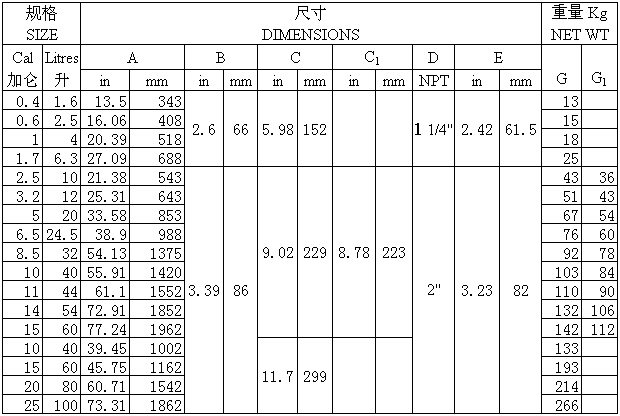 规格 尺寸 重量 Kg
SIZE DIMENSIONS NET WT
Cal Litres A B C C1 D E G G1
加仑 升 in mm in mm in mm in mm NPT in mm
0.4 1.6 13.5 343 13
0.6 2.5 16.06 408 15
2.6 66 5.98 152 1 1/4" 2.42 61.5
1 4 20.39 518 18
1.7 6.3 27.09 688 25
2.5 10 21.38 543 43 36
3.2 12 25.31 643 51 43
5 20 33.58 853 67 54
6.5 24.5 38.9 988 76 60
8.5 32 54.13 1375 9.02 229 8.78 223 92 78
10 40 55.91 1420 103 84
11 44 61.1 1552 3.39 86 2" 3.23 82 110 90
14 54 72.91 1852 132 106
15 60 77.24 1962 142 112
10 40 39.45 1002 133
15 60 45.75 1162 193
11.7 299
20 80 60.71 1542 214
25 100 73.31 1862 266